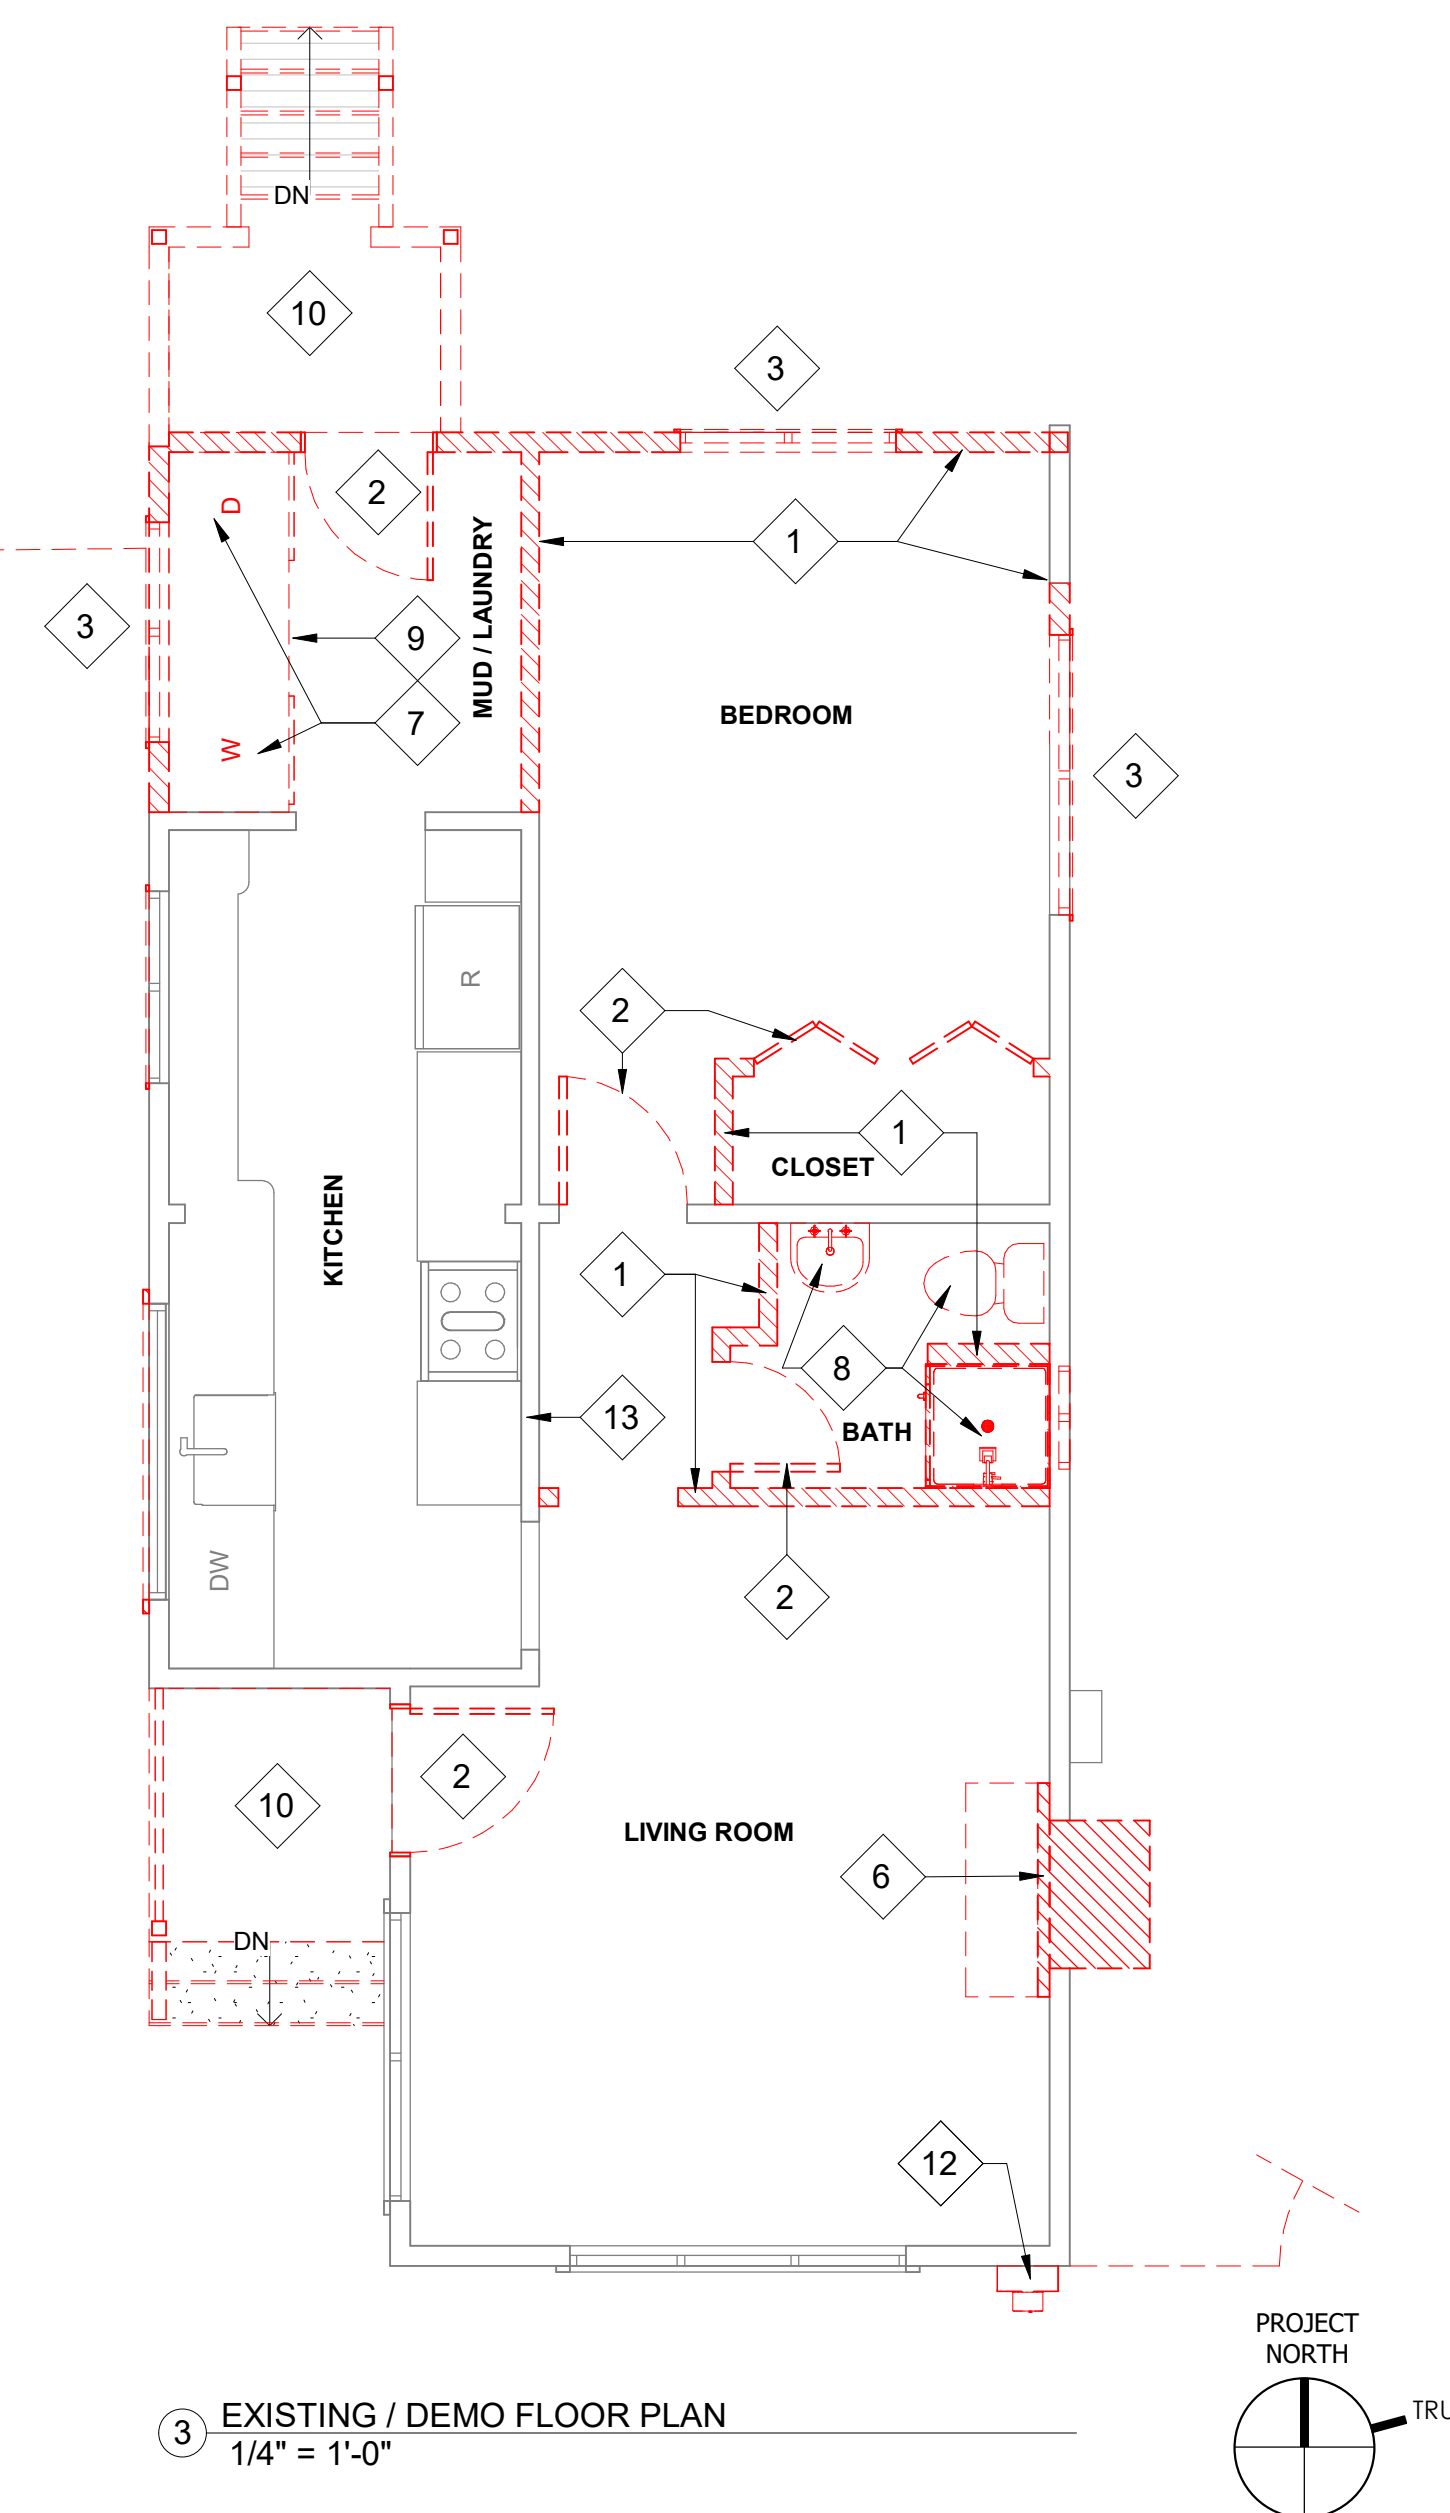 DN
10
3
2
D
1
MUD / LAUNDRY
3
9
7
W
BEDROOM
3
R
2
1
CLOSET
KITCHEN
1
8
13
BATH
DW
2
2
10
LIVING ROOM
6
DN
12
PROJECT
NORTH
TRU
3
EXISTING / DEMO FLOOR PLAN
1/4" = 1'-0"